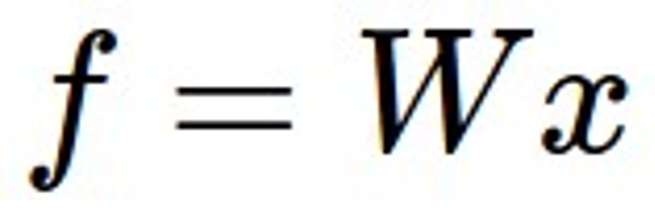 f = Wx